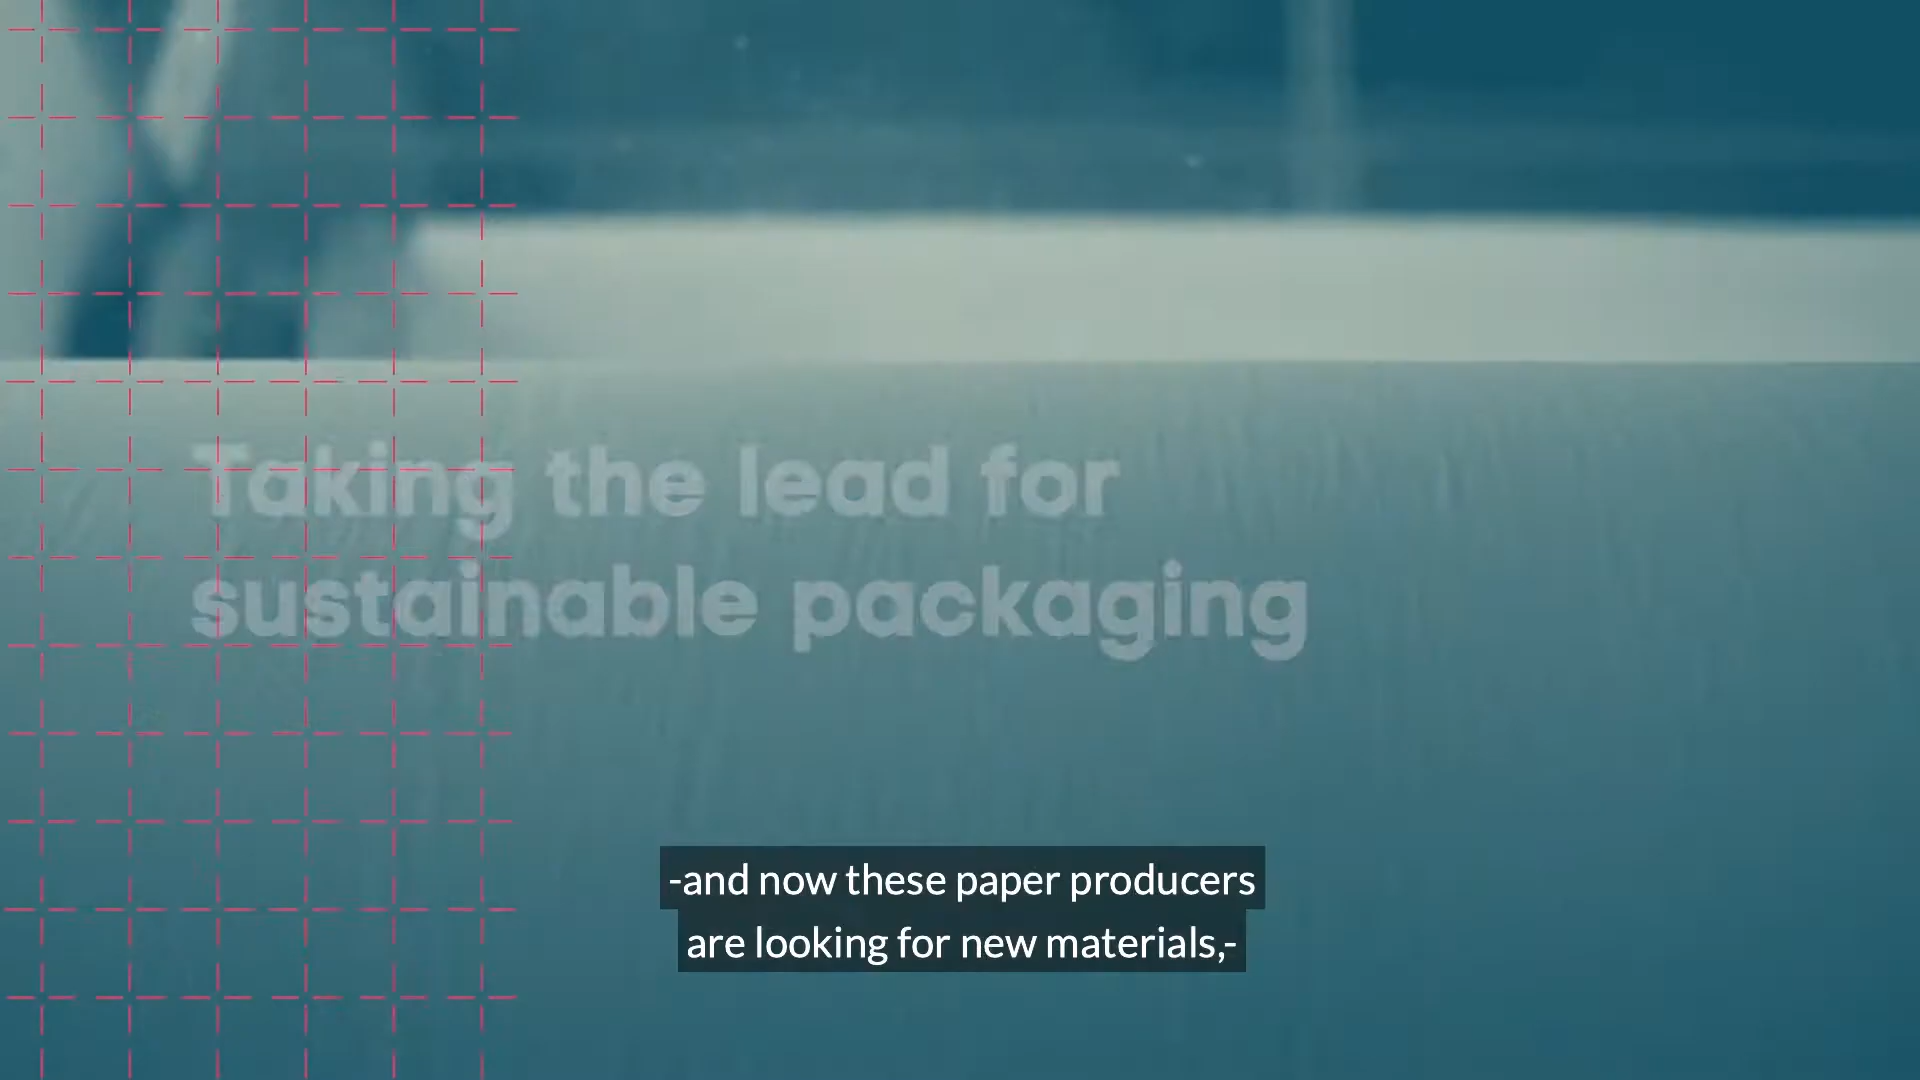 Taking the lead for
sustainable packaging
-and now these paper producers
are looking for new materials,-